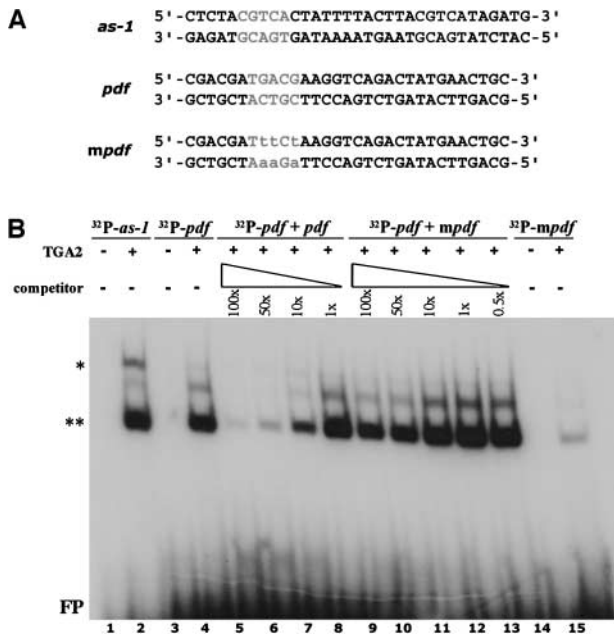 A
as-1
5'-CTCTACGTCACTATTTTACTTACGTCATAGATG-3'
3'-GAGATGCAGTGATAAAATGAATGCAGTATCTAC-5'
pdf
5'-CGACGATGACGAAGGTCAGACTATGAACTGC-3'
3'-GCTGCTACTGCTTCCAGTCTGATACTTGACG-5'
mpdf
5'-CGACGATttCtAAGGTCAGACTATGAACTGC-3'
3'-GCTGCTAaaGaTTCCAGTCTGATACTTGACG-5'
B
32P-as-1 32P-pdf 32P-pdf + pdf 32P-pdf + mpdf 32P-mpdf
TGA2 - + - + + + + + + + + + + - +
competitor - - - - 100x 50x 10x 1x 100x 50x 10x 1x 0.5x - -
*
**
FP
1 2 3 4 5 6 7 8 9 10 11 12 13 14 15